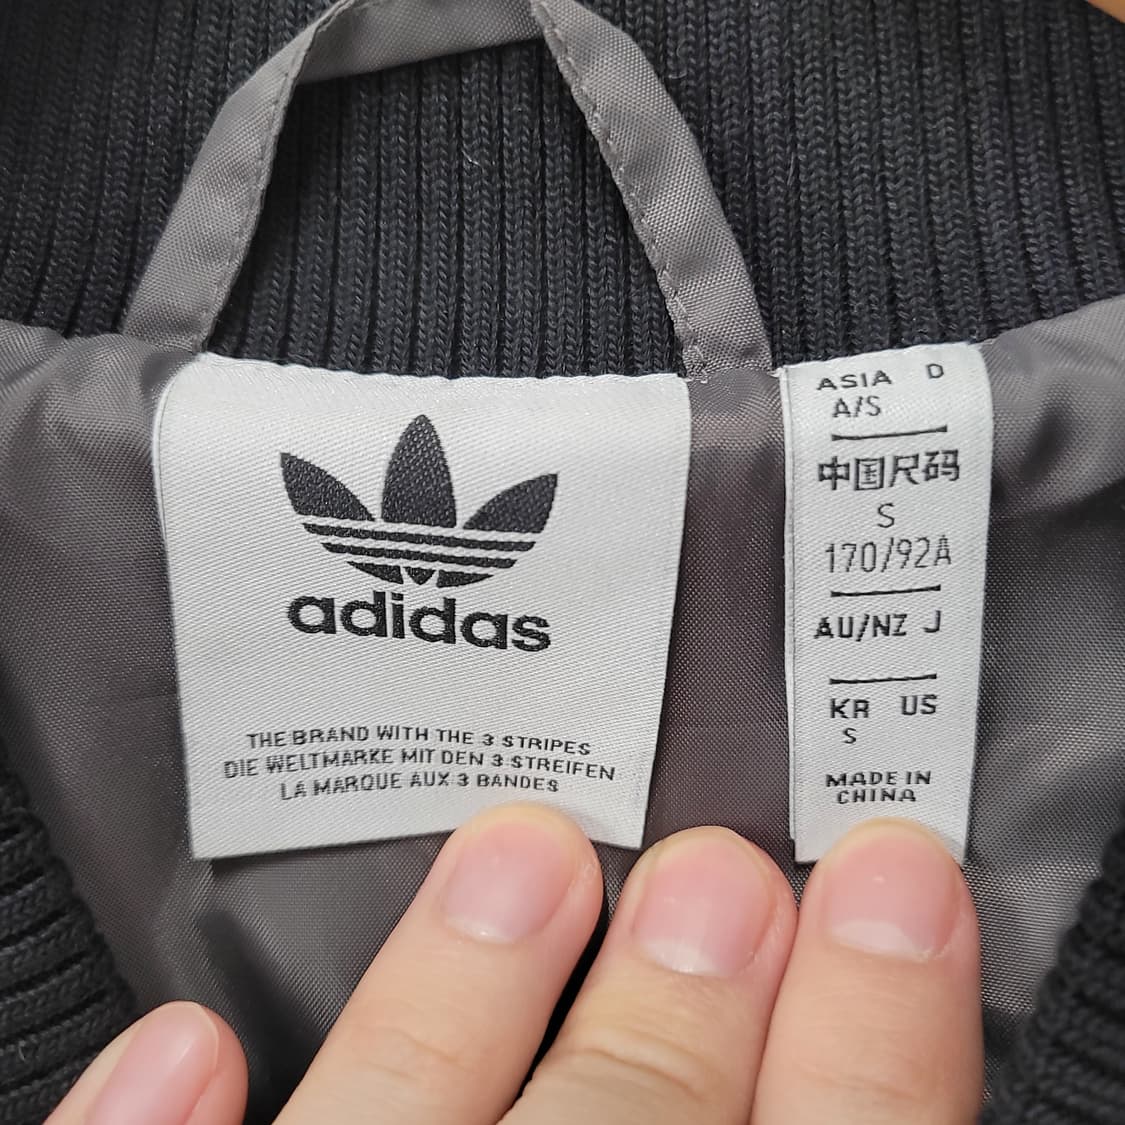 adidas
THE BRAND WITH THE 3 STRIPES
DIE WELTMARKE MIT DEN 3 STREIFEN
LA MARQUE AUX 3 BANDES
ASIA D
A/S
中国尺码
S
170/92A
AU/NZ J
KR US
S
MADE IN
CHINA